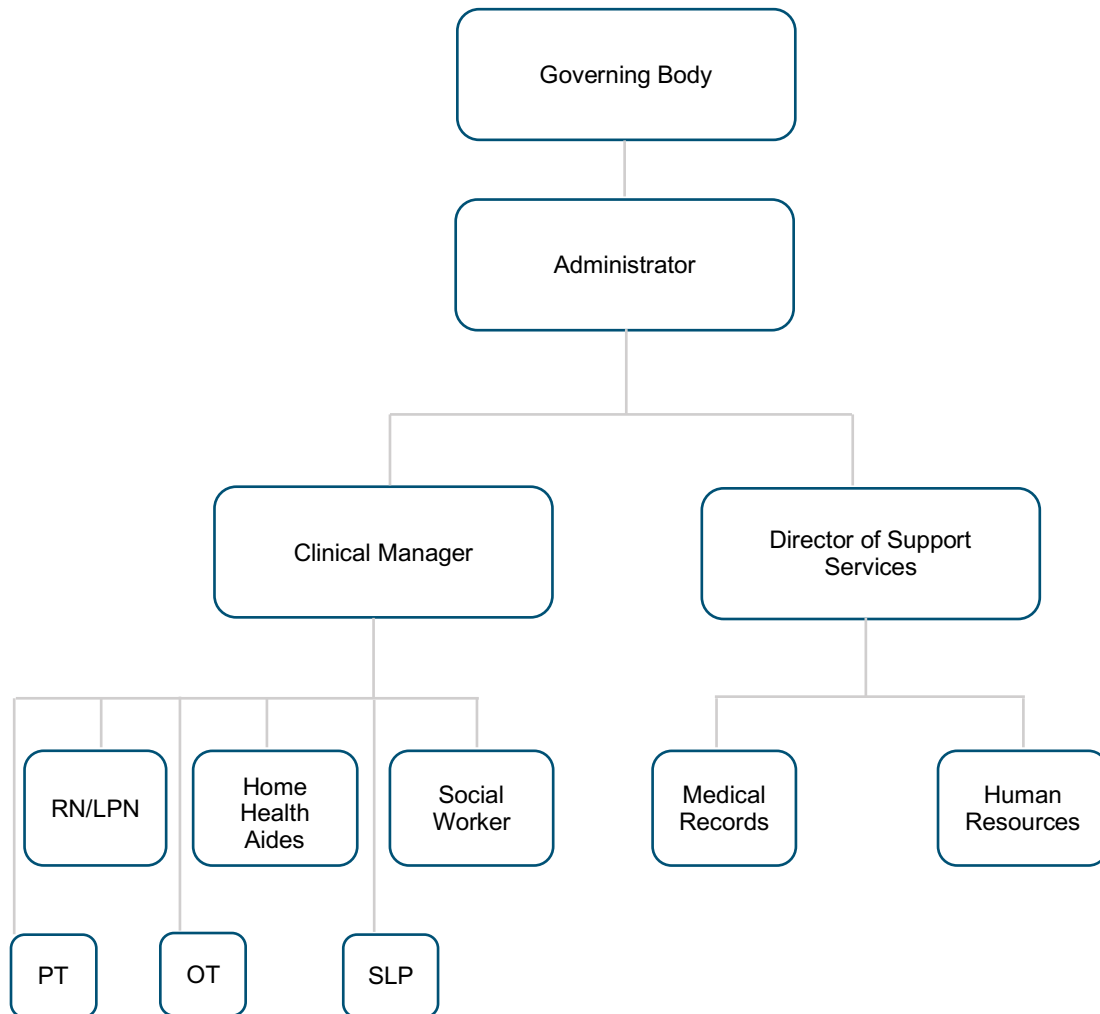 Governing Body
Administrator
Clinical Manager
Director of Support
Services
RN/LPN
Home
Health
Aides
Social
Worker
Medical
Records
Human
Resources
PT
OT
SLP